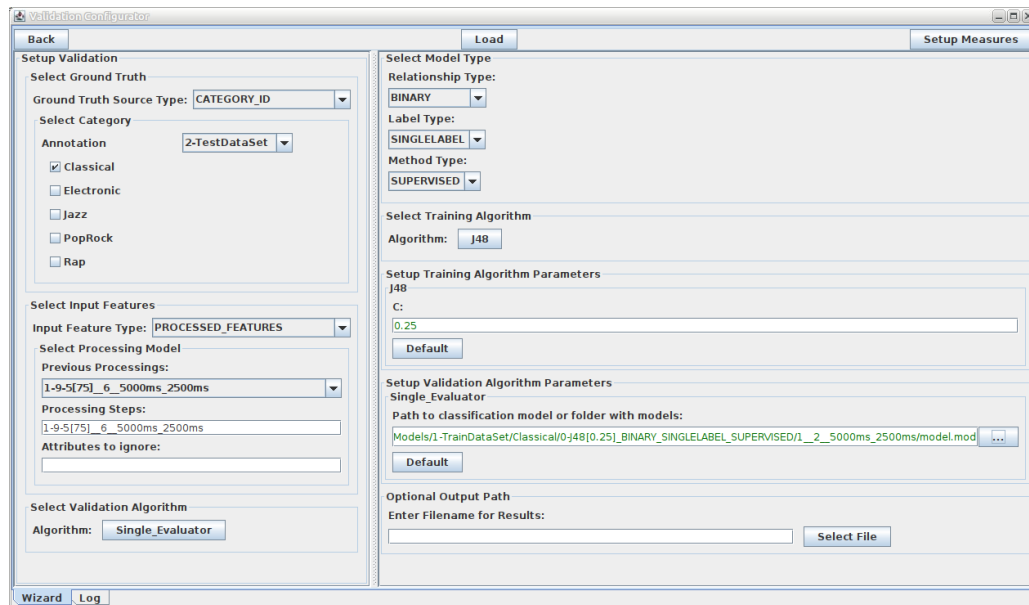 Validation Configurator
Back
Load
Setup Measures
Setup Validation
Select Ground Truth
Ground Truth Source Type: CATEGORY_ID
Select Category
Annotation 2-TestDataSet
Classical
Electronic
Jazz
PopRock
Rap
Select Input Features
Input Feature Type: PROCESSED_FEATURES
Select Processing Model
Previous Processings:
1-9-5[75]__6__5000ms_2500ms
Processing Steps:
1-9-5[75]__6__5000ms_2500ms
Attributes to ignore:
Select Validation Algorithm
Algorithm: Single_Evaluator
Select Model Type
Relationship Type:
BINARY
Label Type:
SINGLELABEL
Method Type:
SUPERVISED
Select Training Algorithm
Algorithm: J48
Setup Training Algorithm Parameters
J48
C:
0.25
Default
Setup Validation Algorithm Parameters
Single_Evaluator
Path to classification model or folder with models:
Models/1-TrainDataSet/Classical/0-J48[0.25]_BINARY_SINGLELABEL_SUPERVISED/1__2__5000ms_2500ms/model.mod ...
Default
Optional Output Path
Enter Filename for Results:
Select File
Wizard Log